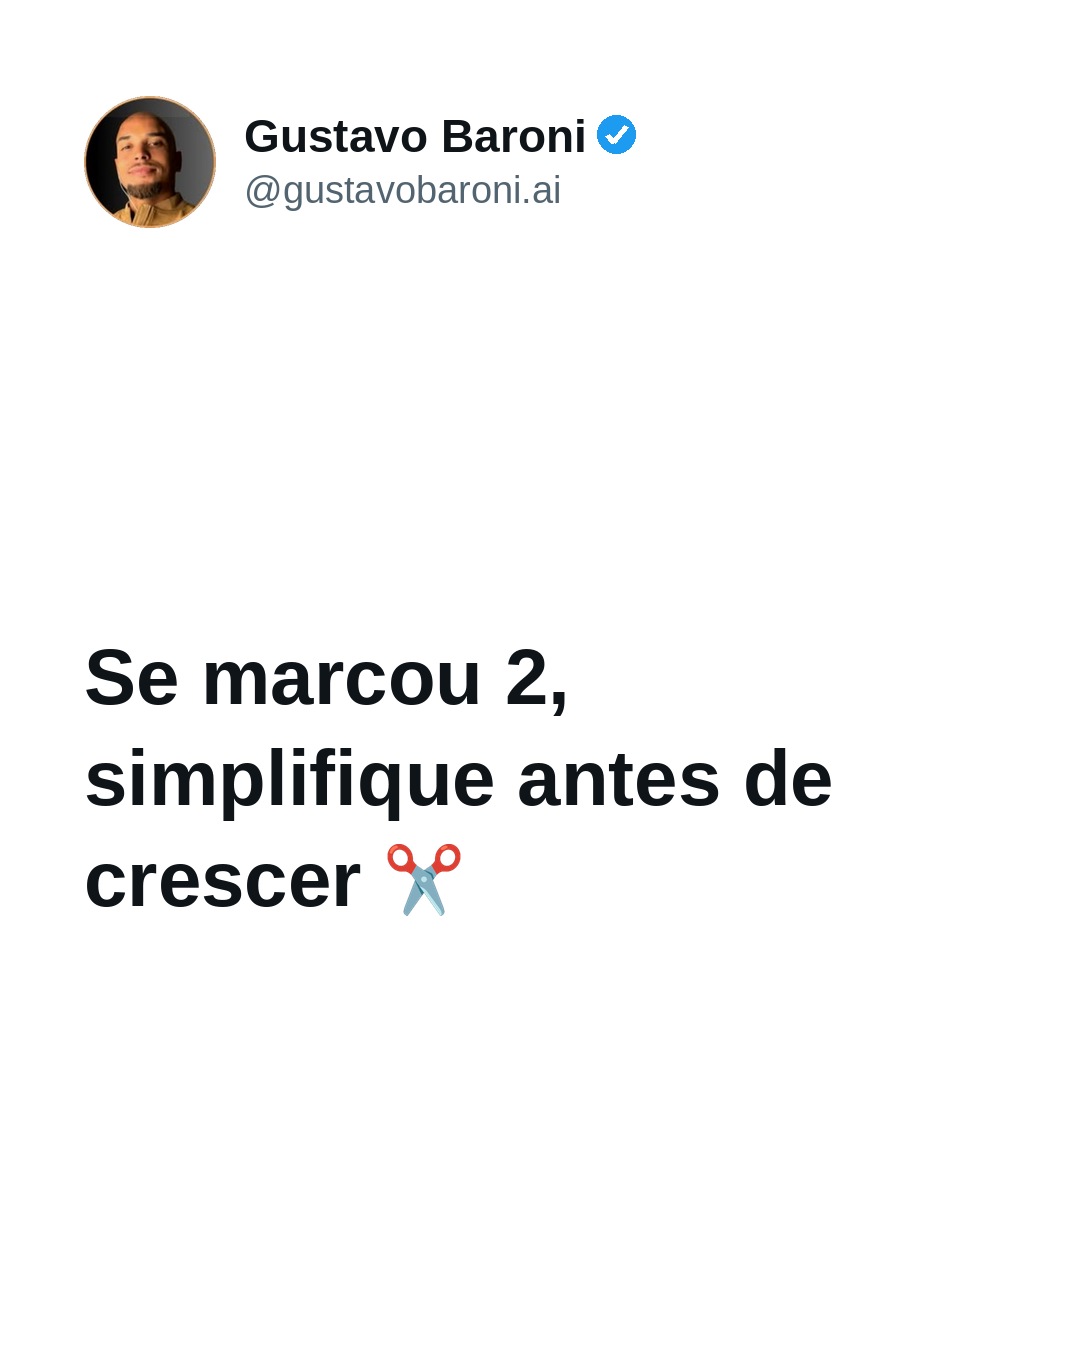 Gustavo Baroni
@gustavobaroni.ai
Se marcou 2,
simplifique antes de
crescer ✂️